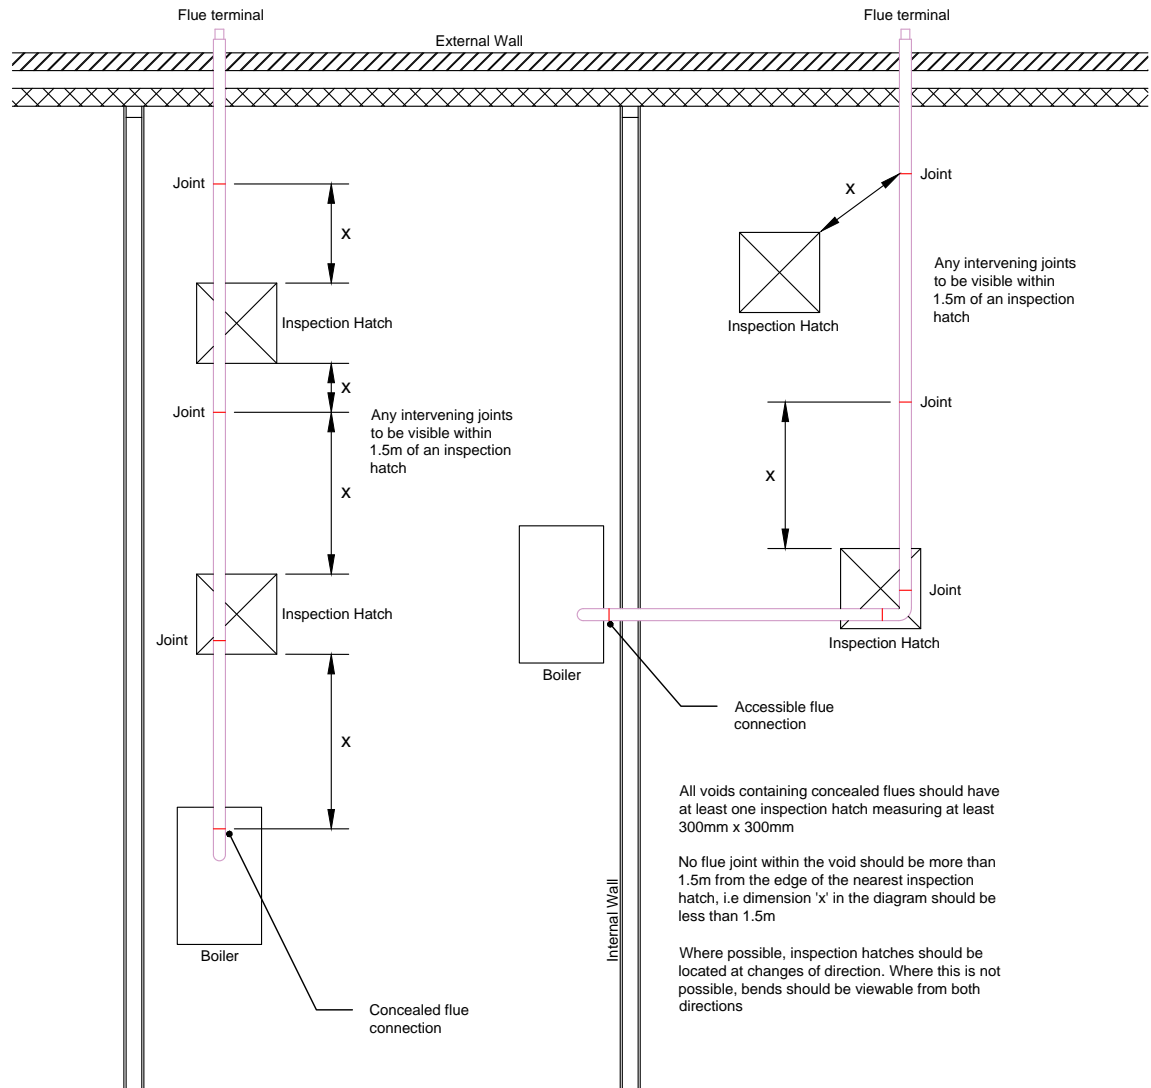 Flue terminal
Flue terminal
External Wall
Joint
X
Inspection Hatch
X
Joint
Any intervening joints
to be visible within
1.5m of an inspection
hatch
X
Inspection Hatch
Joint
X
Boiler
Concealed flue
connection
Joint
X
Inspection Hatch
Any intervening joints
to be visible within
1.5m of an inspection
hatch
Joint
X
Joint
Inspection Hatch
Boiler
Accessible flue
connection
Internal Wall
All voids containing concealed flues should have
at least one inspection hatch measuring at least
300mm x 300mm
No flue joint within the void should be more than
1.5m from the edge of the nearest inspection
hatch, i.e dimension 'x' in the diagram should be
less than 1.5m
Where possible, inspection hatches should be
located at changes of direction. Where this is not
possible, bends should be viewable from both
directions